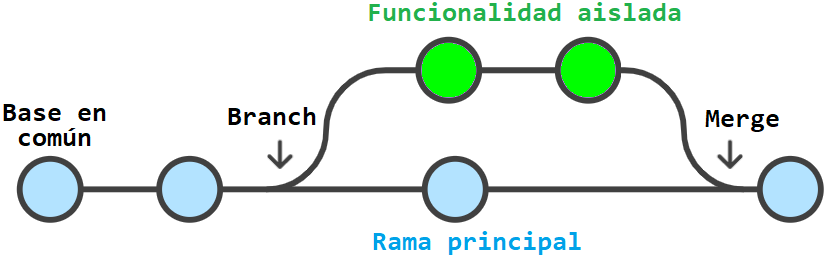 Funcionalidad aislada
Base en
común
Branch
Merge
Rama principal